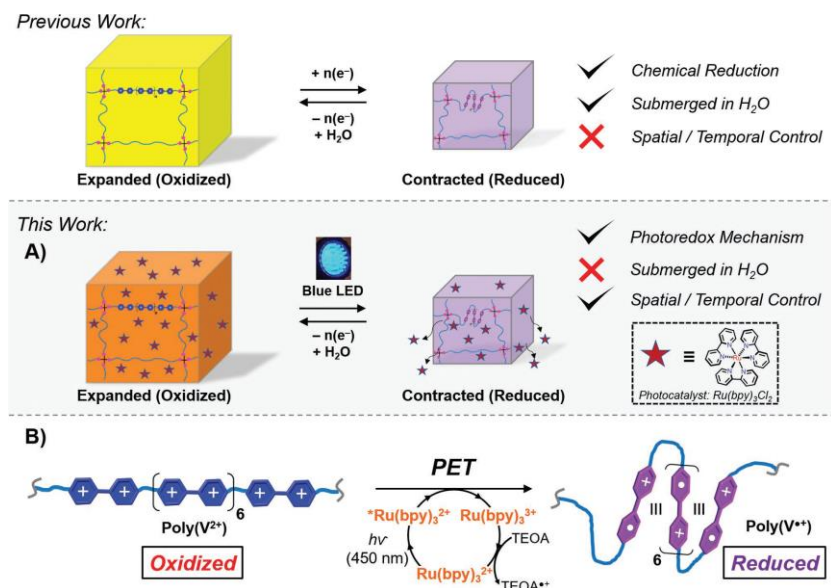 Previous Work:
+ n(e⁻)
− n(e⁻)
+ H₂O
Expanded (Oxidized)
Contracted (Reduced)
Chemical Reduction
Submerged in H₂O
Spatial / Temporal Control
This Work:
A)
Blue LED
− n(e⁻)
+ H₂O
Expanded (Oxidized)
Contracted (Reduced)
Photoredox Mechanism
Submerged in H₂O
Spatial / Temporal Control
≡
N N N Ru N N N
Photocatalyst: Ru(bpy)₃Cl₂
B)
6
Poly(V²⁺)
Oxidized
PET
*Ru(bpy)₃²⁺ Ru(bpy)₃³⁺
hν
(450 nm)
TEOA
Ru(bpy)₃²⁺
TEOA•⁺
6
Poly(V•⁺)
Reduced